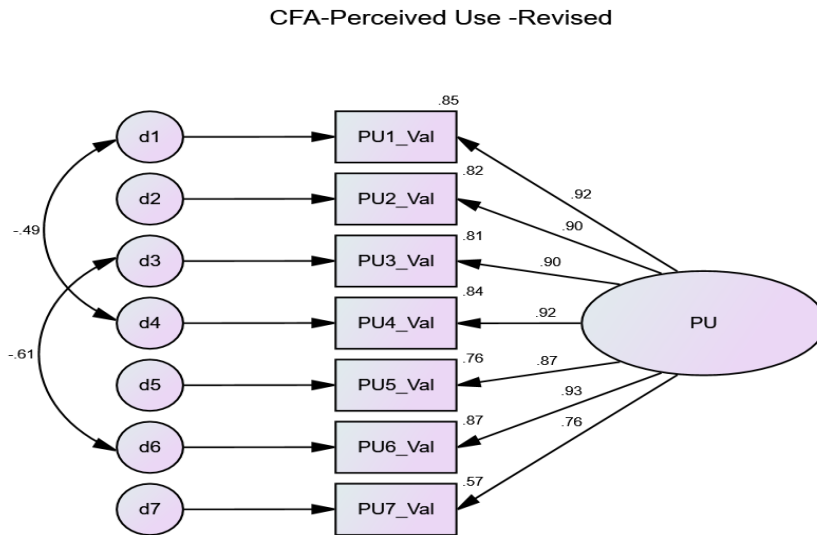 CFA-Perceived Use -Revised
.85
d1
PU1_Val
.92
.82
d2
PU2_Val
.90
-.49
.81
d3
PU3_Val
.90
.84
d4
PU4_Val
.92
PU
-.61
.76
d5
PU5_Val
.87
.93
.87
d6
PU6_Val
.76
.57
d7
PU7_Val